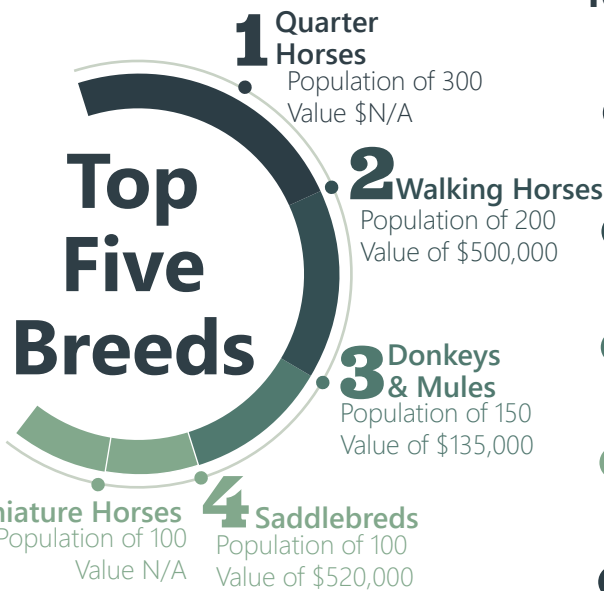 Top
Five
Breeds
1 Quarter
Horses
Population of 300
Value $N/A
2 Walking Horses
Population of 200
Value of $500,000
3 Donkeys
& Mules
Population of 150
Value of $135,000
4 Saddlebreds
Population of 100
Value of $520,000
Horses
Population of 100
Value N/A